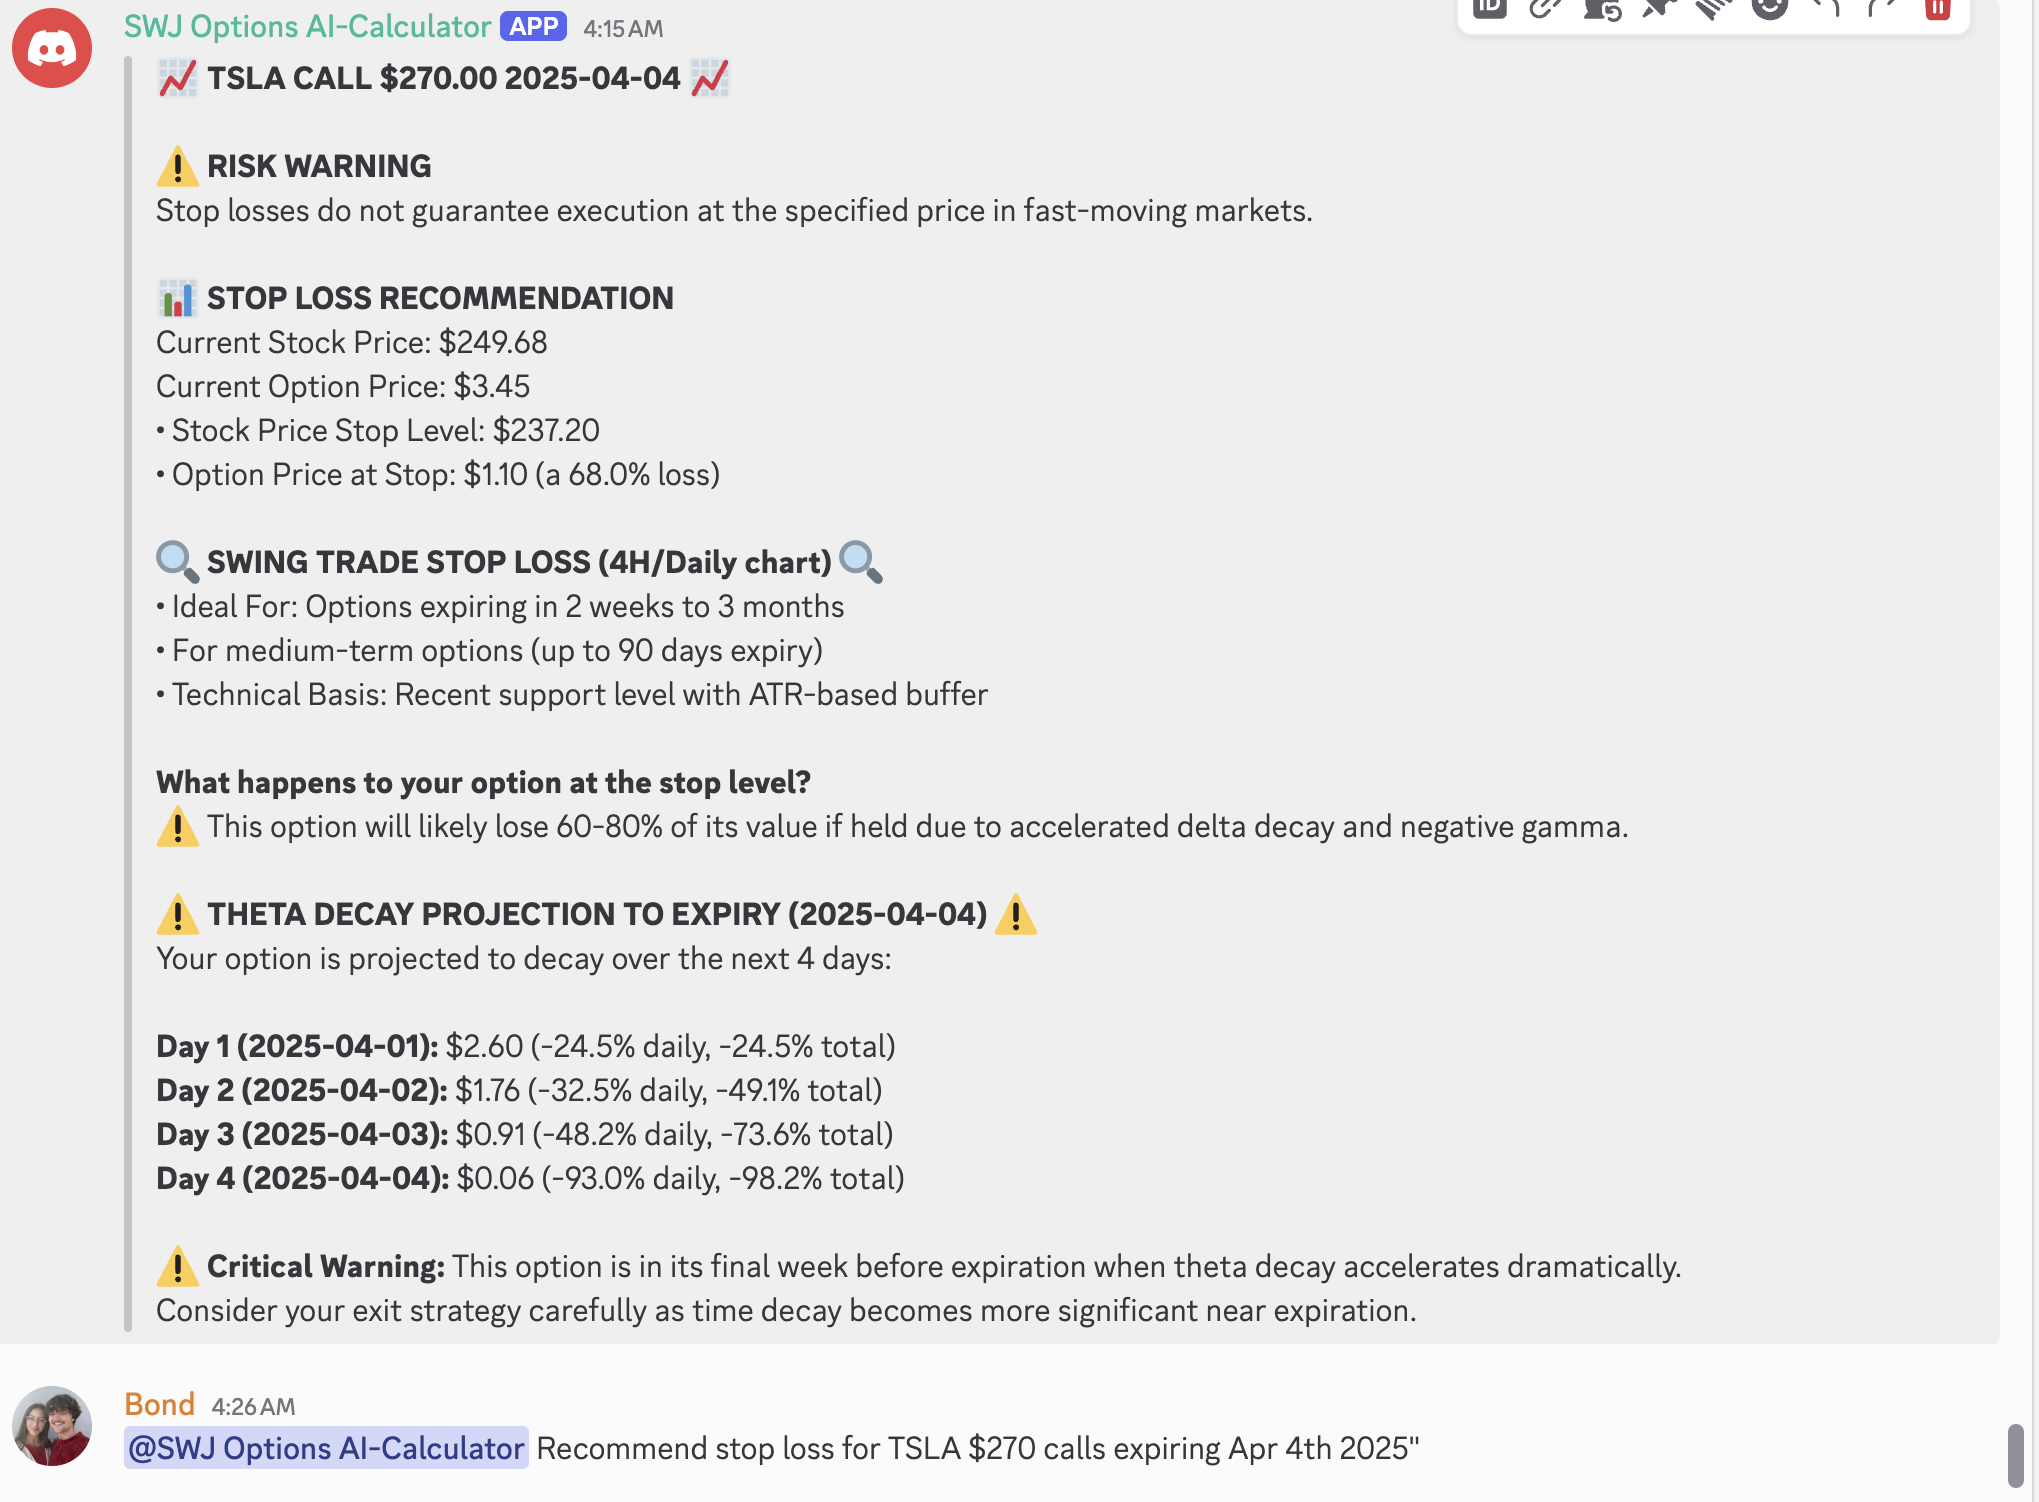 SWJ Options AI-Calculator APP 4:15 AM
TSLA CALL $270.00 2025-04-04
RISK WARNING
Stop losses do not guarantee execution at the specified price in fast-moving markets.
STOP LOSS RECOMMENDATION
Current Stock Price: $249.68
Current Option Price: $3.45
• Stock Price Stop Level: $237.20
• Option Price at Stop: $1.10 (a 68.0% loss)
SWING TRADE STOP LOSS (4H/Daily chart)
• Ideal For: Options expiring in 2 weeks to 3 months
• For medium-term options (up to 90 days expiry)
• Technical Basis: Recent support level with ATR-based buffer
What happens to your option at the stop level?
This option will likely lose 60-80% of its value if held due to accelerated delta decay and negative gamma.
THETA DECAY PROJECTION TO EXPIRY (2025-04-04)
Your option is projected to decay over the next 4 days:
Day 1 (2025-04-01): $2.60 (-24.5% daily, -24.5% total)
Day 2 (2025-04-02): $1.76 (-32.5% daily, -49.1% total)
Day 3 (2025-04-03): $0.91 (-48.2% daily, -73.6% total)
Day 4 (2025-04-04): $0.06 (-93.0% daily, -98.2% total)
Critical Warning: This option is in its final week before expiration when theta decay accelerates dramatically.
Consider your exit strategy carefully as time decay becomes more significant near expiration.
Bond 4:26 AM
@SWJ Options AI-Calculator Recommend stop loss for TSLA $270 calls expiring Apr 4th 2025"